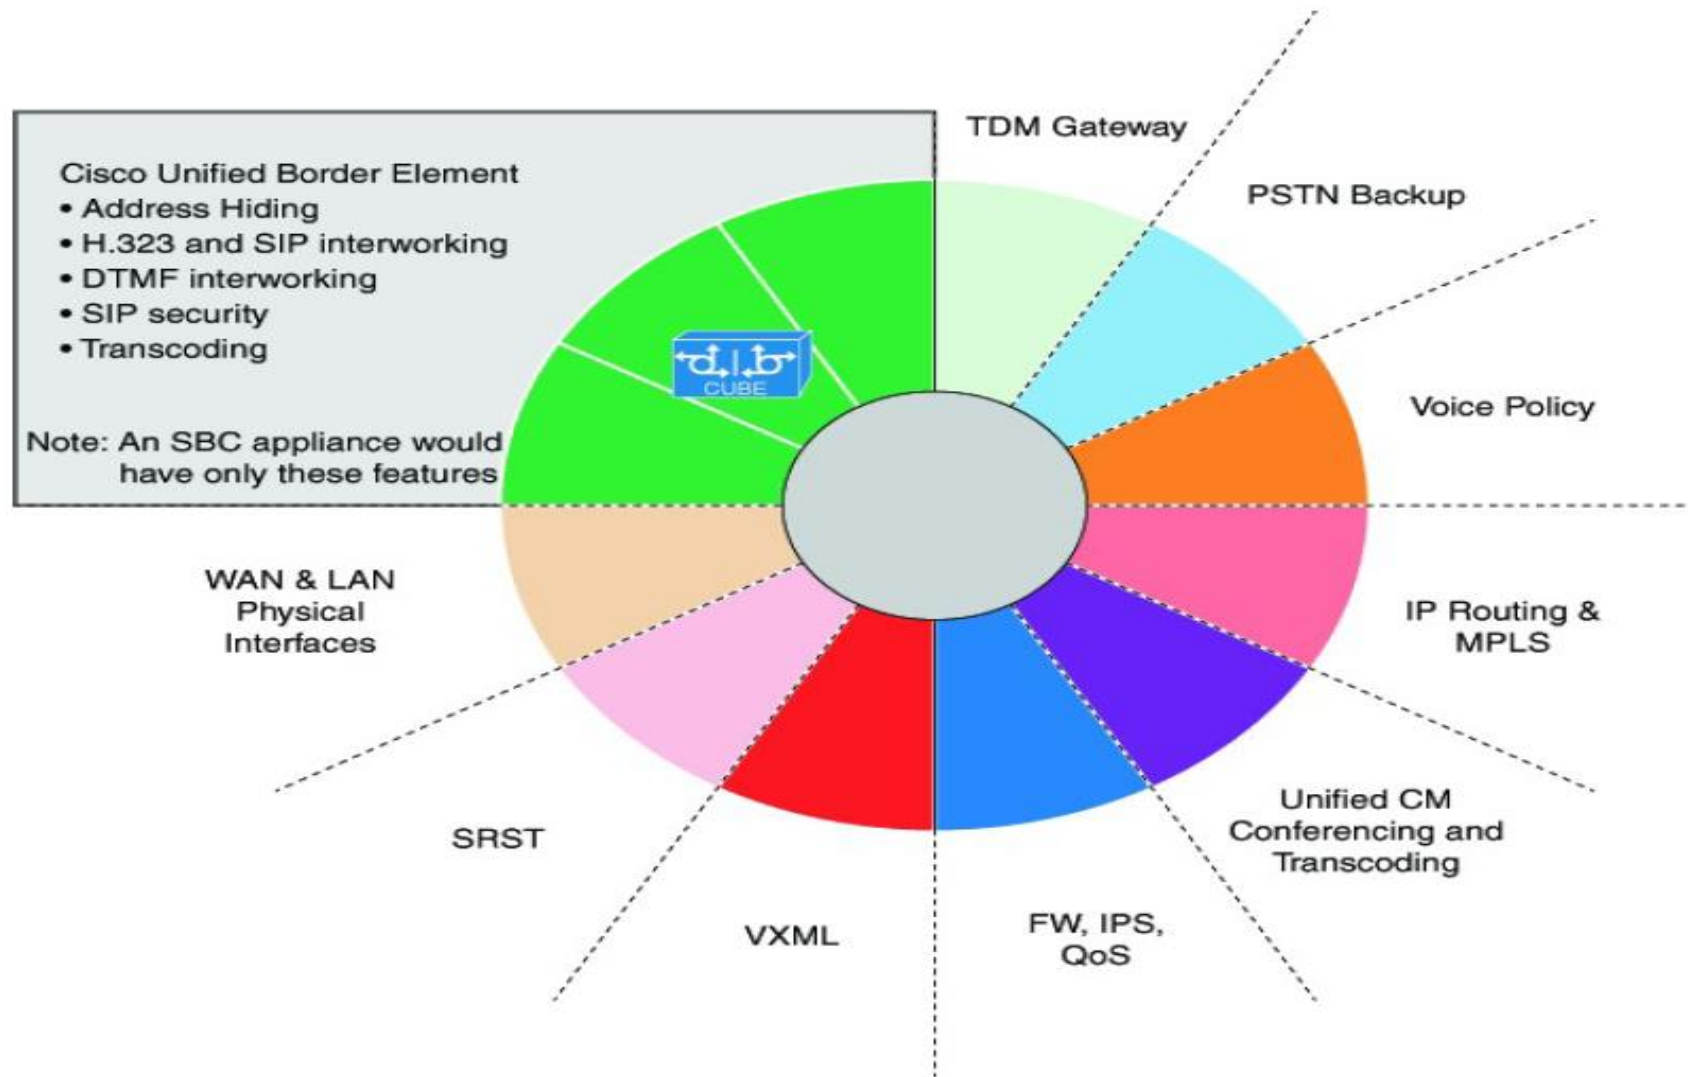 TDM Gateway
PSTN Backup
Cisco Unified Border Element
• Address Hiding
• H.323 and SIP interworking
• DTMF interworking
• SIP security
• Transcoding
CUBE
Note: An SBC appliance would
have only these features
Voice Policy
WAN & LAN
Physical
Interfaces
IP Routing &
MPLS
Unified CM
Conferencing and
Transcoding
SRST
VXML
FW, IPS,
QoS